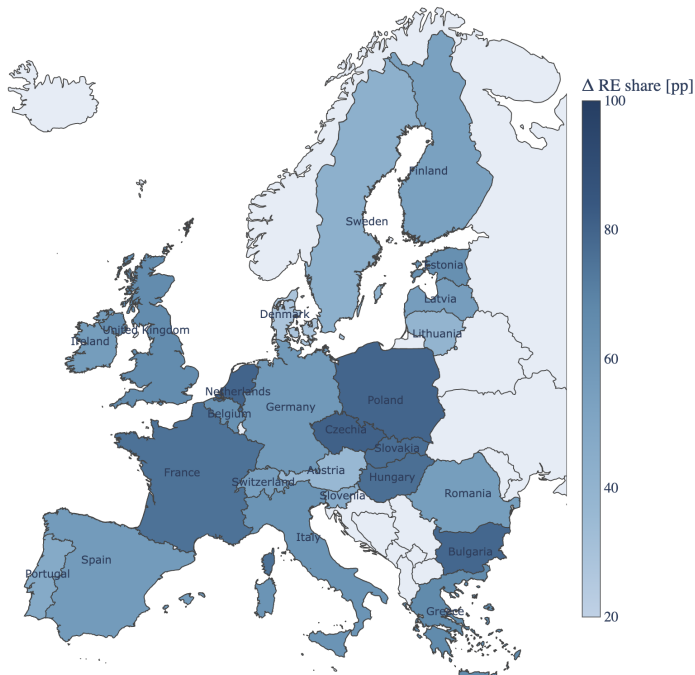 Δ RE share [pp]
100
80
60
40
20
Finland
Sweden
Estonia
Latvia
Denmark
Lithuania
United Kingdom
Ireland
Netherlands
Poland
Germany
Belgium
Czechia
Slovakia
France
Austria
Hungary
Switzerland
Slovenia
Romania
Italy
Bulgaria
Spain
Portugal
Greece